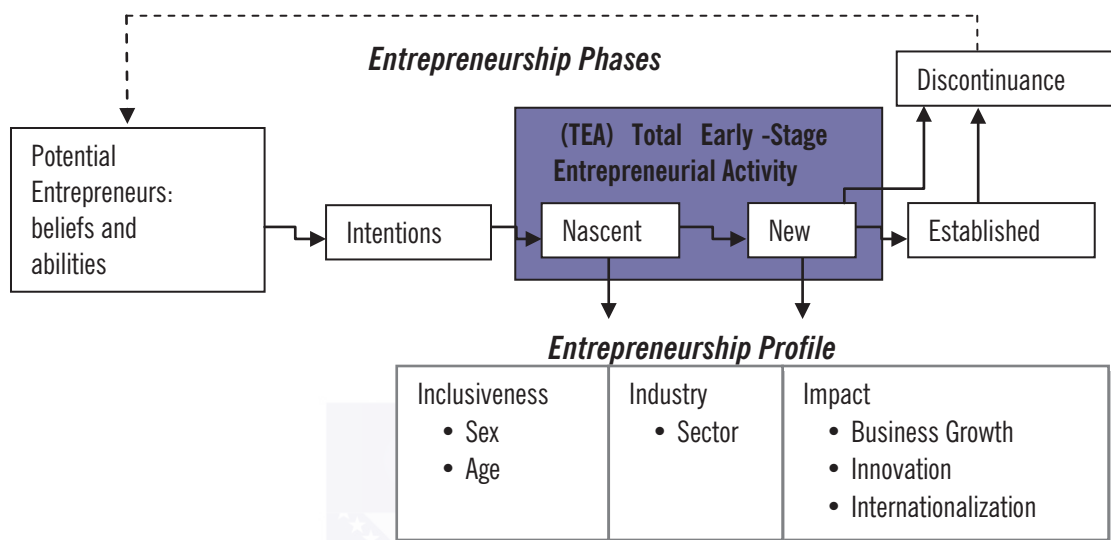 Entrepreneurship Phases
Discontinuance
(TEA) Total Early -Stage
Entrepreneurial Activity
Potential
Entrepreneurs:
beliefs and
abilities
Intentions
Nascent
New
Established
Entrepreneurship Profile
Inclusiveness
• Sex
• Age
Industry
• Sector
Impact
• Business Growth
• Innovation
• Internationalization